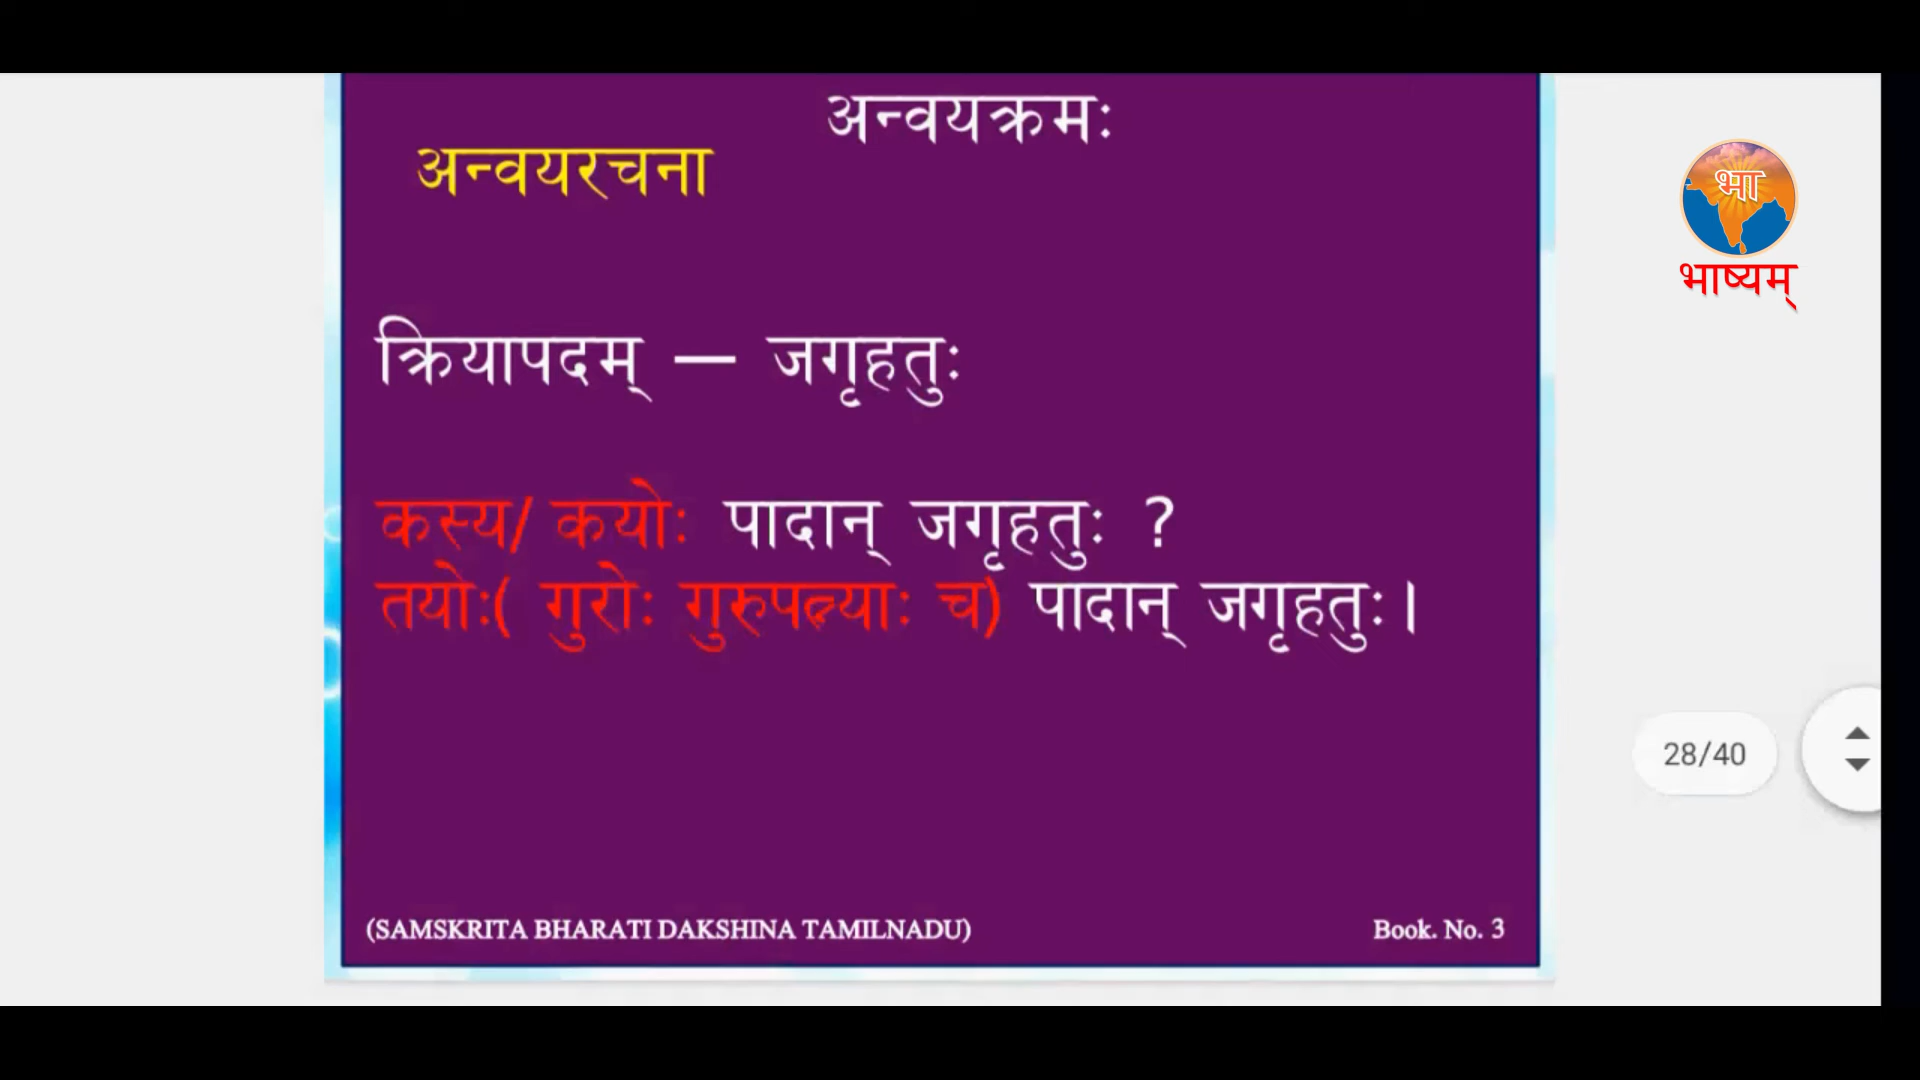 अन्वयक्रमः
अन्वयरचना
भा
भाष्यम्
क्रियापदम् — जगृहतुः
कस्य/ कयोः पादान् जगृहतुः ?
तयोः( गुरोः गुरुपत्न्याः च) पादान् जगृहतुः।
28/40
(SAMSKRITA BHARATI DAKSHINA TAMILNADU)
Book. No. 3